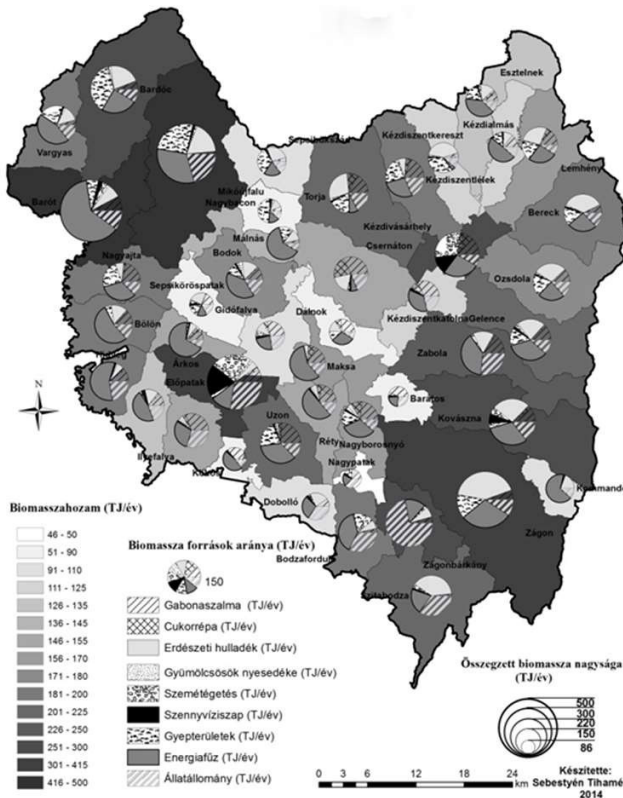 Esztelnek
Bardóc
Kézdiszentkereszt
Kézdialmás
Vargyas
Lemhény
Kézdiszentlélek
Torja
Mikóújfalu
Barót
Nagybacon
Bereck
Kézdivásárhely
Málnás
Csernáton
Bodok
Nagyajta
Ozsdola
Sepsikőröspatak
Gidófalva
Dálnok
Kézdiszentkatolna
Gelence
Bölön
Zabola
Maksa
Árkos
Előpatak
Baratos
Kovászna
Uzon
Réty
Nagyborosnyó
Ilyefalva
Nagypatak
Kökös
Kommandó
Dobolló
Zágon
Bodzaforduló
Zágonbárkány
Szitabodza
N
Biomasszahozam (TJ/év)
46 - 50
51 - 90
91 - 110
111 - 125
126 - 135
136 - 145
146 - 155
156 - 170
171 - 180
181 - 200
201 - 225
226 - 250
251 - 300
301 - 415
416 - 500
Biomassza források aránya (TJ/év)
150
Gabonaszalma (TJ/év)
Cukorrépa (TJ/év)
Erdészeti hulladék (TJ/év)
Gyümölcsösök nyesedéke (TJ/év)
Szemétégetés (TJ/év)
Szennyvíziszap (TJ/év)
Gyepterületek (TJ/év)
Energiafűz (TJ/év)
Állatállomány (TJ/év)
Összegzett biomassza nagysága
(TJ/év)
500
300
220
150
86
0 3 6 12 18 24
km
Készítette:
Sebestyén Tihamér
2014